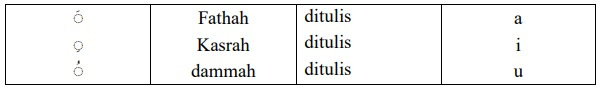 ◌َ Fathah ditulis a
◌ِ Kasrah ditulis i
◌ُ dammah ditulis u